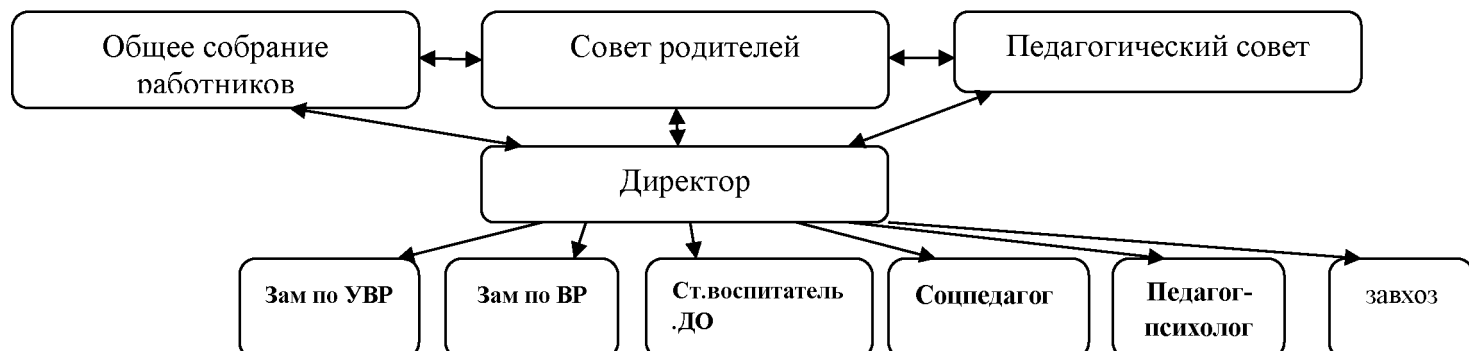 Общее собрание
работников
Совет родителей
Педагогический совет
Директор
Зам по УВР
Зам по ВР
Ст.воспитатель
.ДО
Соцпедагог
Педагог-
психолог
завхоз